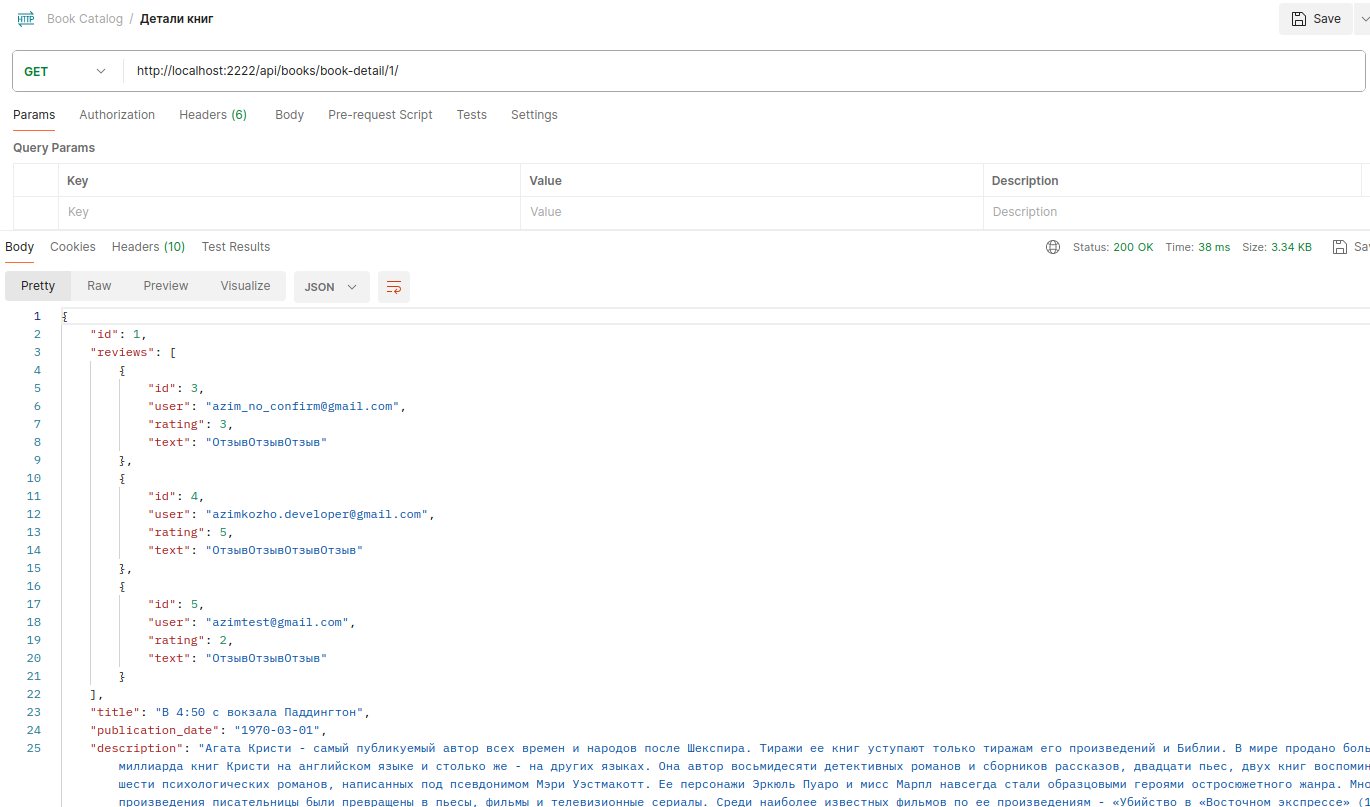 HTTP Book Catalog / Детали книг Save
GET http://localhost:2222/api/books/book-detail/1/
Params Authorization Headers (6) Body Pre-request Script Tests Settings
Query Params
Key Value Description
Key Value Description
Body Cookies Headers (10) Test Results Status: 200 OK Time: 38 ms Size: 3.34 KB
Pretty Raw Preview Visualize JSON
1 {
2 "id": 1,
3 "reviews": [
4 {
5 "id": 3,
6 "user": "azim_no_confirm@gmail.com",
7 "rating": 3,
8 "text": "ОтзывОтзывОтзыв"
9 },
10 {
11 "id": 4,
12 "user": "azimkozho.developer@gmail.com",
13 "rating": 5,
14 "text": "ОтзывОтзывОтзывОтзыв"
15 },
16 {
17 "id": 5,
18 "user": "azimtest@gmail.com",
19 "rating": 2,
20 "text": "ОтзывОтзывОтзыв"
21 }
22 ],
23 "title": "В 4:50 с вокзала Паддингтон",
24 "publication_date": "1970-03-01",
25 "description": "Агата Кристи - самый публикуемый автор всех времен и народов после Шекспира. Тиражи ее книг уступают только тиражам его произведений и Библии. В мире продано
миллиарда книг Кристи на английском языке и столько же - на других языках. Она автор восьмидесяти детективных романов и сборников рассказов, двадцати пьес, двух книг
шести психологических романов, написанных под псевдонимом Мэри Уэстмакотт. Ее персонажи Эркюль Пуаро и мисс Марпл навсегда стали образцовыми героями остросюжетного жанра.
произведения писательницы были превращены в пьесы, фильмы и телевизионные сериалы. Среди наиболее известных фильмов по ее произведениям - «Убийство в «Восточном экспрессе»